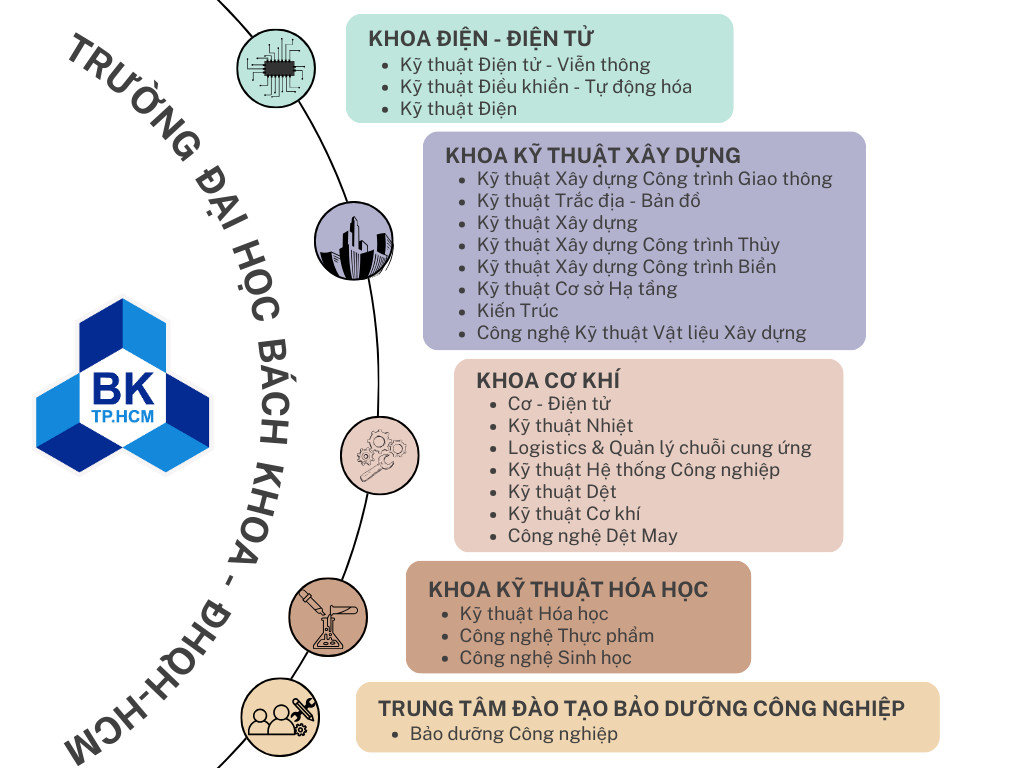 TRƯỜNG ĐẠI HỌC BÁCH KHOA - ĐHQH-HCM
BK
TP.HCM
KHOA ĐIỆN - ĐIỆN TỬ
Kỹ thuật Điện tử - Viễn thông
Kỹ thuật Điều khiển - Tự động hóa
Kỹ thuật Điện
KHOA KỸ THUẬT XÂY DỰNG
Kỹ thuật Xây dựng Công trình Giao thông
Kỹ thuật Trắc địa - Bản đồ
Kỹ thuật Xây dựng
Kỹ thuật Xây dựng Công trình Thủy
Kỹ thuật Xây dựng Công trình Biển
Kỹ thuật Cơ sở Hạ tầng
Kiến Trúc
Công nghệ Kỹ thuật Vật liệu Xây dựng
KHOA CƠ KHÍ
Cơ - Điện tử
Kỹ thuật Nhiệt
Logistics & Quản lý chuỗi cung ứng
Kỹ thuật Hệ thống Công nghiệp
Kỹ thuật Dệt
Kỹ thuật Cơ khí
Công nghệ Dệt May
KHOA KỸ THUẬT HÓA HỌC
Kỹ thuật Hóa học
Công nghệ Thực phẩm
Công nghệ Sinh học
TRUNG TÂM ĐÀO TẠO BẢO DƯỠNG CÔNG NGHIỆP
Bảo dưỡng Công nghiệp